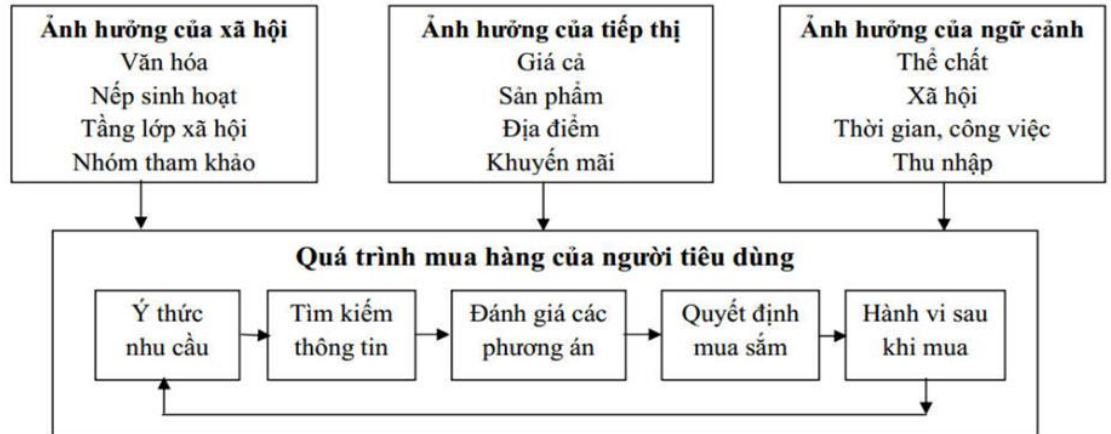 Ảnh hưởng của xã hội
Văn hóa
Nếp sinh hoạt
Tầng lớp xã hội
Nhóm tham khảo
Ảnh hưởng của tiếp thị
Giá cả
Sản phẩm
Địa điểm
Khuyến mãi
Ảnh hưởng của ngữ cảnh
Thể chất
Xã hội
Thời gian, công việc
Thu nhập
Quá trình mua hàng của người tiêu dùng
Ý thức
nhu cầu
Tìm kiếm
thông tin
Đánh giá các
phương án
Quyết định
mua sắm
Hành vi sau
khi mua